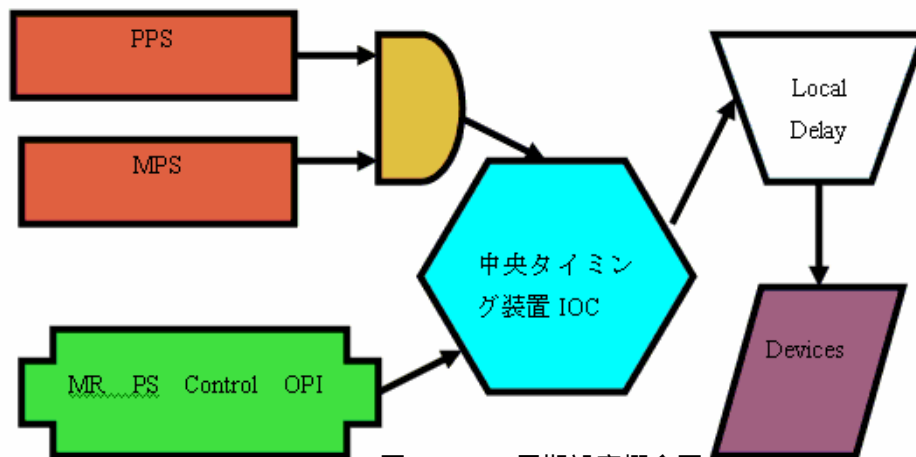 PPS
MPS
Local
Delay
中央タイミン
グ装置 IOC
Devices
MR PS Control OPI